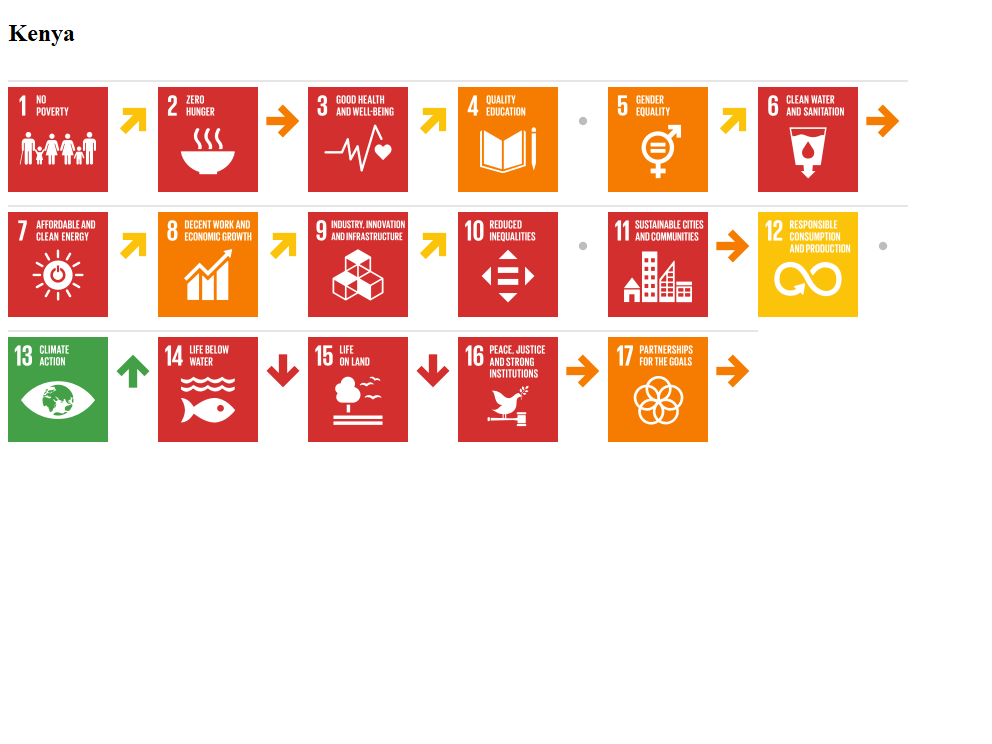 Kenya
1 NO
POVERTY
2 ZERO
HUNGER
3 GOOD HEALTH
AND WELL-BEING
4 QUALITY
EDUCATION
5 GENDER
EQUALITY
6 CLEAN WATER
AND SANITATION
7 AFFORDABLE AND
CLEAN ENERGY
8 DECENT WORK AND
ECONOMIC GROWTH
9 INDUSTRY, INNOVATION
AND INFRASTRUCTURE
10 REDUCED
INEQUALITIES
11 SUSTAINABLE CITIES
AND COMMUNITIES
12 RESPONSIBLE
CONSUMPTION
AND PRODUCTION
13 CLIMATE
ACTION
14 LIFE BELOW
WATER
15 LIFE
ON LAND
16 PEACE, JUSTICE
AND STRONG
INSTITUTIONS
17 PARTNERSHIPS
FOR THE GOALS